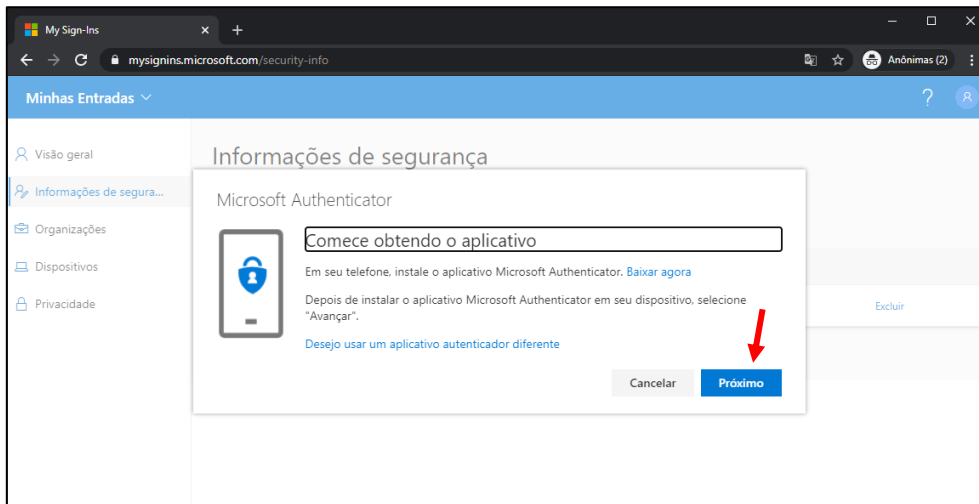 My Sign-Ins
mysignins.microsoft.com/security-info
Anônimas (2)
Minhas Entradas
?
Visão geral
Informações de segura...
Organizações
Dispositivos
Privacidade
Informações de segurança
Excluir
Microsoft Authenticator
Comece obtendo o aplicativo
Em seu telefone, instale o aplicativo Microsoft Authenticator. Baixar agora
Depois de instalar o aplicativo Microsoft Authenticator em seu dispositivo, selecione
"Avançar".
Desejo usar um aplicativo autenticador diferente
Cancelar
Próximo